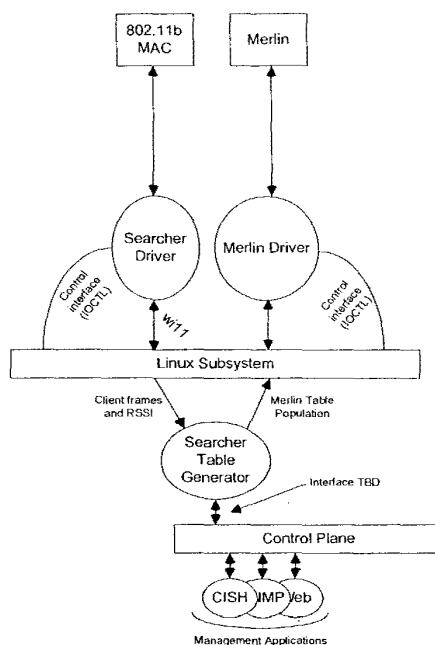 802.11b
MAC
Merlin
Searcher
Driver
Merlin Driver
Control
interface
(IOCTL)
wi11
Control
interface
(IOCTL)
Linux Subsystem
Client frames
and RSSI
Merlin Table
Population
Searcher
Table
Generator
Interface TBD
Control Plane
CISH
NMP
Web
Management Applications